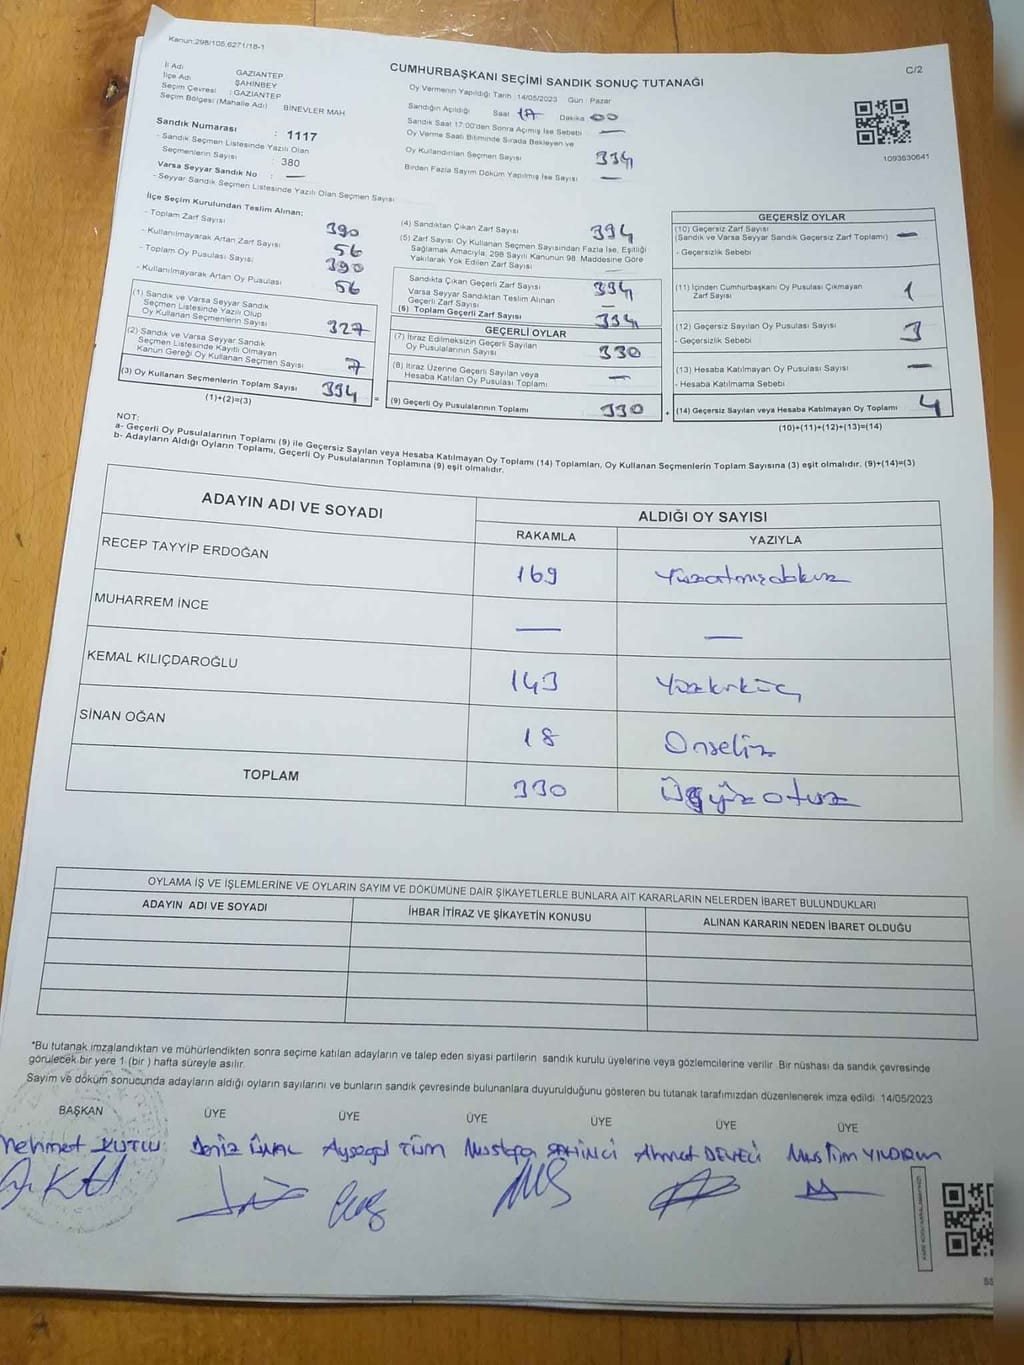 Kanun:298/105,6271/18-1
CUMHURBAŞKANI SEÇİMİ SANDIK SONUÇ TUTANAĞI
C/2
İl Adı GAZİANTEP
İlçe Adı ŞAHİNBEY
Seçim Çevresi : GAZİANTEP
Seçim Bölgesi (Mahalle Adı) BİNEVLER MAH
Sandık Numarası : 1117
- Sandık Seçmen Listesinde Yazılı Olan
Seçmenlerin Sayısı : 380
Varsa Seyyar Sandık No : —
- Seyyar Sandık Seçmen Listesinde Yazılı Olan Seçmen Sayısı
Oy Vermenin Yapıldığı Tarih : 14/05/2023 Gün : Pazar
Sandığın Açıldığı Saat 17 Dakika 00
Sandık Saat 17:00'den Sonra Açımış İse Sebebi —
Oy Verme Saati Bitiminde Sırada Bekleyen ve
Oy Kullandırılan Seçmen Sayısı 334
Birden Fazla Sayım Döküm Yapılmış İse Sayısı —
1093630641
İlçe Seçim Kurulundan Teslim Alınan:
- Toplam Zarf Sayısı 390
- Kullanılmayarak Artan Zarf Sayısı 56
- Toplam Oy Pusulası Sayısı 390
- Kullanılmayarak Artan Oy Pusulası 56
(1) Sandık ve Varsa Seyyar Sandık
Seçmen Listesinde Yazılı Olup
Oy Kullanan Seçmenlerin Sayısı 327
(2) Sandık ve Varsa Seyyar Sandık
Seçmen Listesinde Kayıtlı Olmayan
Kanun Gereği Oy Kullanan Seçmen Sayısı 7
(3) Oy Kullanan Seçmenlerin Toplam Sayısı 334
(1)+(2)=(3)
(4) Sandıktan Çıkan Zarf Sayısı 334
(5) Zarf Sayısı Oy Kullanan Seçmen Sayısından Fazla İse, Eşitliği
Sağlamak Amacıyla; 298 Sayılı Kanunun 98. Maddesine Göre
Yakılarak Yok Edilen Zarf Sayısı
Sandıkta Çıkan Geçerli Zarf Sayısı 334
Varsa Seyyar Sandıktan Teslim Alınan
Geçerli Zarf Sayısı —
(6) Toplam Geçerli Zarf Sayısı 334
GEÇERLİ OYLAR
(7) İtiraz Edilmeksizin Geçerli Sayılan
Oy Pusulalarının Sayısı 330
(8) İtiraz Üzerine Geçerli Sayılan veya
Hesaba Katılan Oy Pusulası Toplamı —
= (9) Geçerli Oy Pusulalarının Toplamı 330 +
GEÇERSİZ OYLAR
(10) Geçersiz Zarf Sayısı
(Sandık ve Varsa Seyyar Sandık Geçersiz Zarf Toplamı) —
- Geçersizlik Sebebi
(11) İçinden Cumhurbaşkanı Oy Pusulası Çıkmayan
Zarf Sayısı 1
(12) Geçersiz Sayılan Oy Pusulası Sayısı 3
- Geçersizlik Sebebi
(13) Hesaba Katılmayan Oy Pusulası Sayısı —
- Hesaba Katılmama Sebebi
(14) Geçersiz Sayılan veya Hesaba Katılmayan Oy Toplamı 4
(10)+(11)+(12)+(13)=(14)
NOT:
a- Geçerli Oy Pusulalarının Toplamı (9) ile Geçersiz Sayılan veya Hesaba Katılmayan Oy Toplamı (14) Toplamları, Oy Kullanan Seçmenlerin Toplam Sayısına (3) eşit olmalıdır. (9)+(14)=(3)
b- Adayların Aldığı Oyların Toplamı, Geçerli Oy Pusulalarının Toplamına (9) eşit olmalıdır.
ADAYIN ADI VE SOYADI
ALDIĞI OY SAYISI
RAKAMLA YAZIYLA
RECEP TAYYİP ERDOĞAN 169 Yüzatmışdokuz
MUHARREM İNCE — —
KEMAL KILIÇDAROĞLU 143 Yüzkırküç
SİNAN OĞAN 18 Onsekiz
TOPLAM 330 Üçyüz otuz
OYLAMA İŞ VE İŞLEMLERİNE VE OYLARIN SAYIM VE DÖKÜMÜNE DAİR ŞİKAYETLERLE BUNLARA AİT KARARLARIN NELERDEN İBARET BULUNDUKLARI
ADAYIN ADI VE SOYADI İHBAR İTİRAZ VE ŞİKAYETİN KONUSU ALINAN KARARIN NEDEN İBARET OLDUĞU
*Bu tutanak imzalandıktan ve mühürlendikten sonra seçime katılan adayların ve talep eden siyasi partilerin sandık kurulu üyelerine veya gözlemcilerine verilir. Bir nüshası da sandık çevresinde
görülecek bir yere 1 (bir ) hafta süreyle asılır.
Sayım ve döküm sonucunda adayların aldığı oyların sayılarını ve bunların sandık çevresinde bulunanlara duyurulduğunu gösteren bu tutanak tarafımızdan düzenlenerek imza edildi. 14/05/2023
BAŞKAN ÜYE ÜYE ÜYE ÜYE ÜYE ÜYE
Mehmet KUTLU Deniz ÜNAL Ayşegül TÜM Mustafa ŞAHİNCİ Ahmet DEVECİ Müslüm YILDIRIM